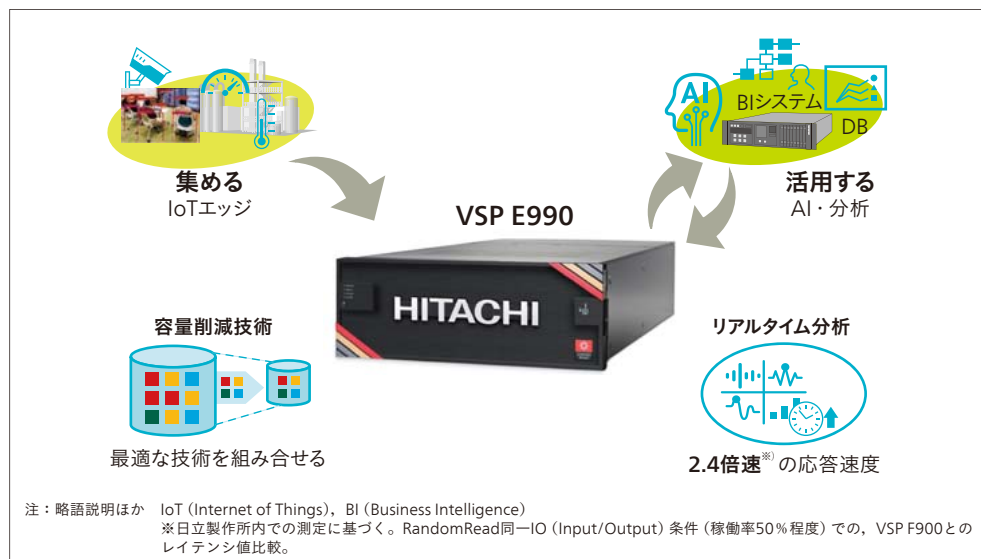 AI
BIシステム
DB
集める
IoTエッジ
活用する
AI・分析
VSP E990
HITACHI
容量削減技術
最適な技術を組み合せる
リアルタイム分析
2.4倍速※)の応答速度
注：略語説明ほか　IoT（Internet of Things），BI（Business Intelligence）
※日立製作所内での測定に基づく。RandomRead同一IO（Input/Output）条件（稼働率50％程度）での，VSP F900との
レイテンシ値比較。